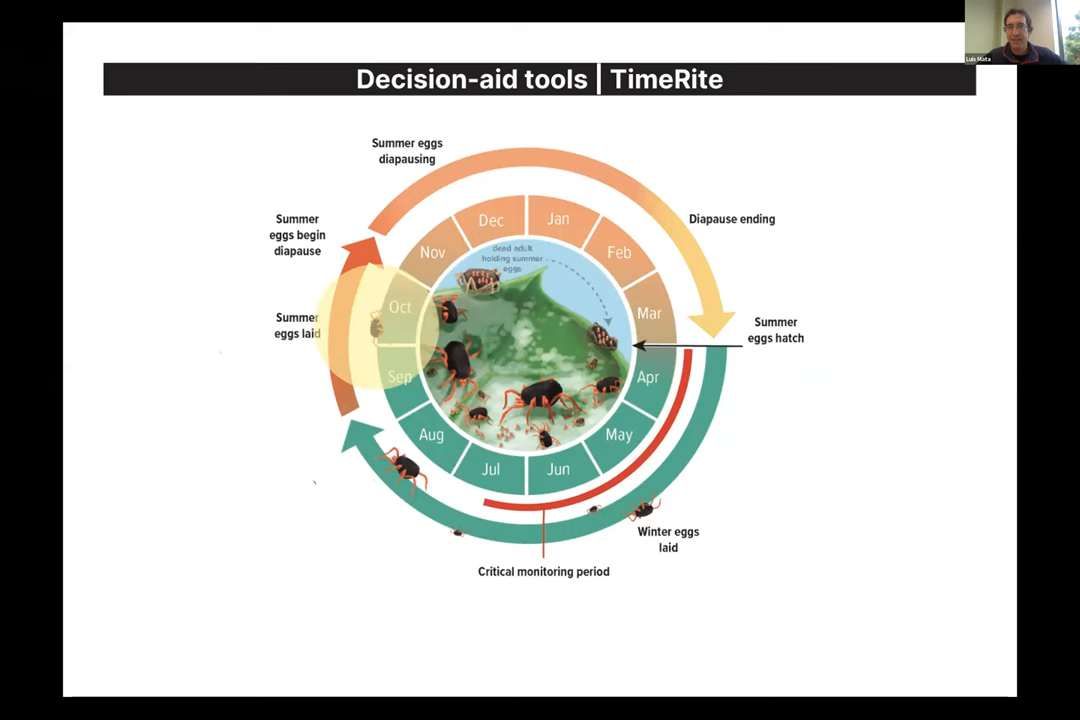 Luis Mata
Decision-aid tools | TimeRite
Summer eggs
diapausing
Summer
eggs begin
diapause
Diapause ending
Dec
Jan
Nov
Feb
dead adult
holding summer
eggs
Oct
Mar
Summer
eggs laid
Summer
eggs hatch
Sep
Apr
Aug
May
Jul
Jun
Winter eggs
laid
Critical monitoring period